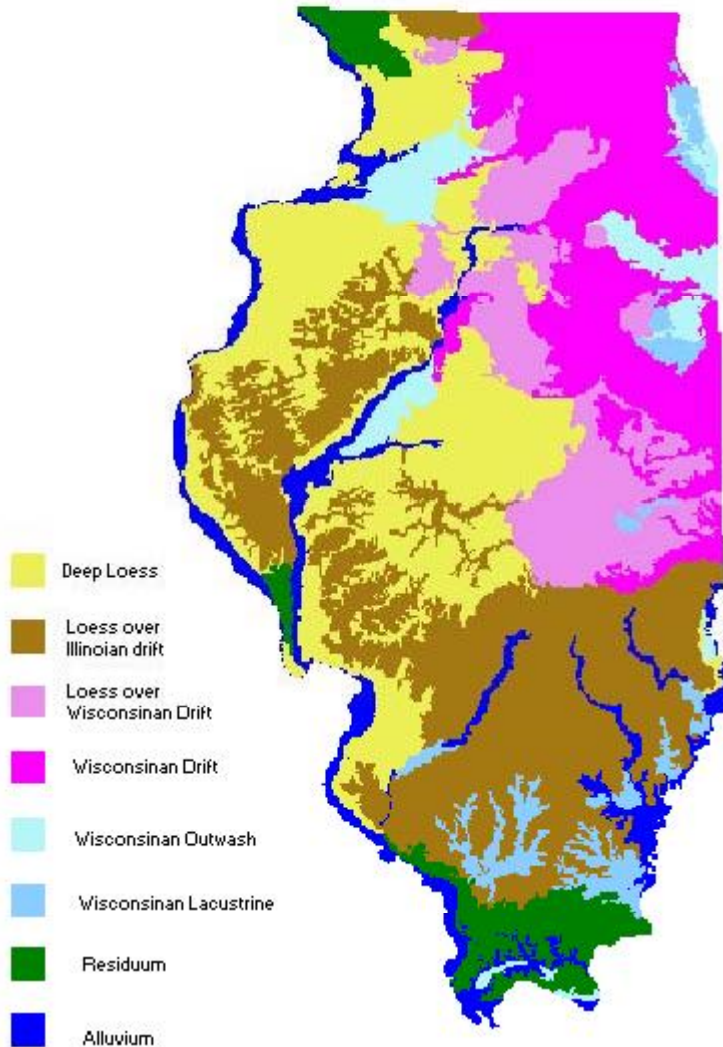 Deep Loess
Loess over
Illinoian drift
Loess over
Wisconsinan Drift
Wisconsinan Drift
Wisconsinan Outwash
Wisconsinan Lacustrine
Residuum
Alluvium